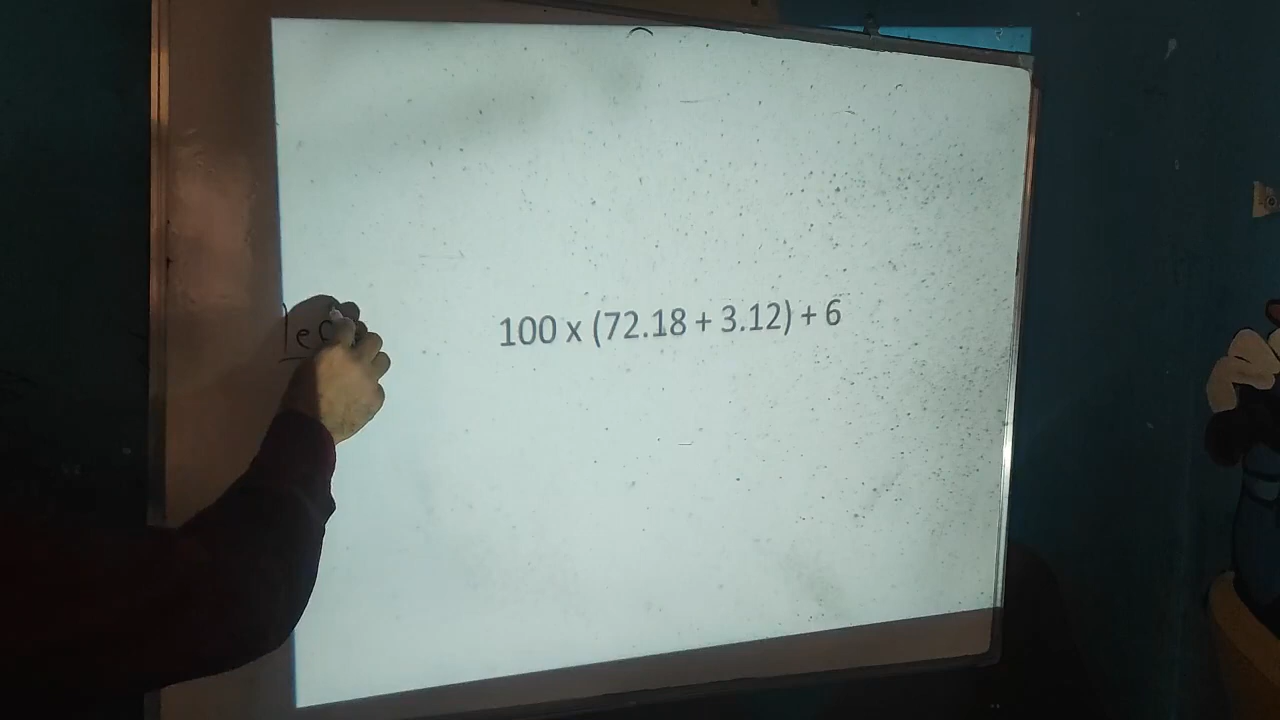 100 x (72.18 + 3.12) + 6